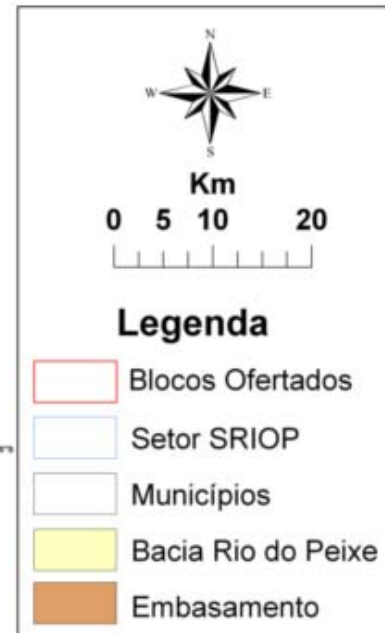 N
W E
S
Km
0 5 10 20
Legenda
Blocos Ofertados
Setor SRIOP
Municípios
Bacia Rio do Peixe
Embasamento